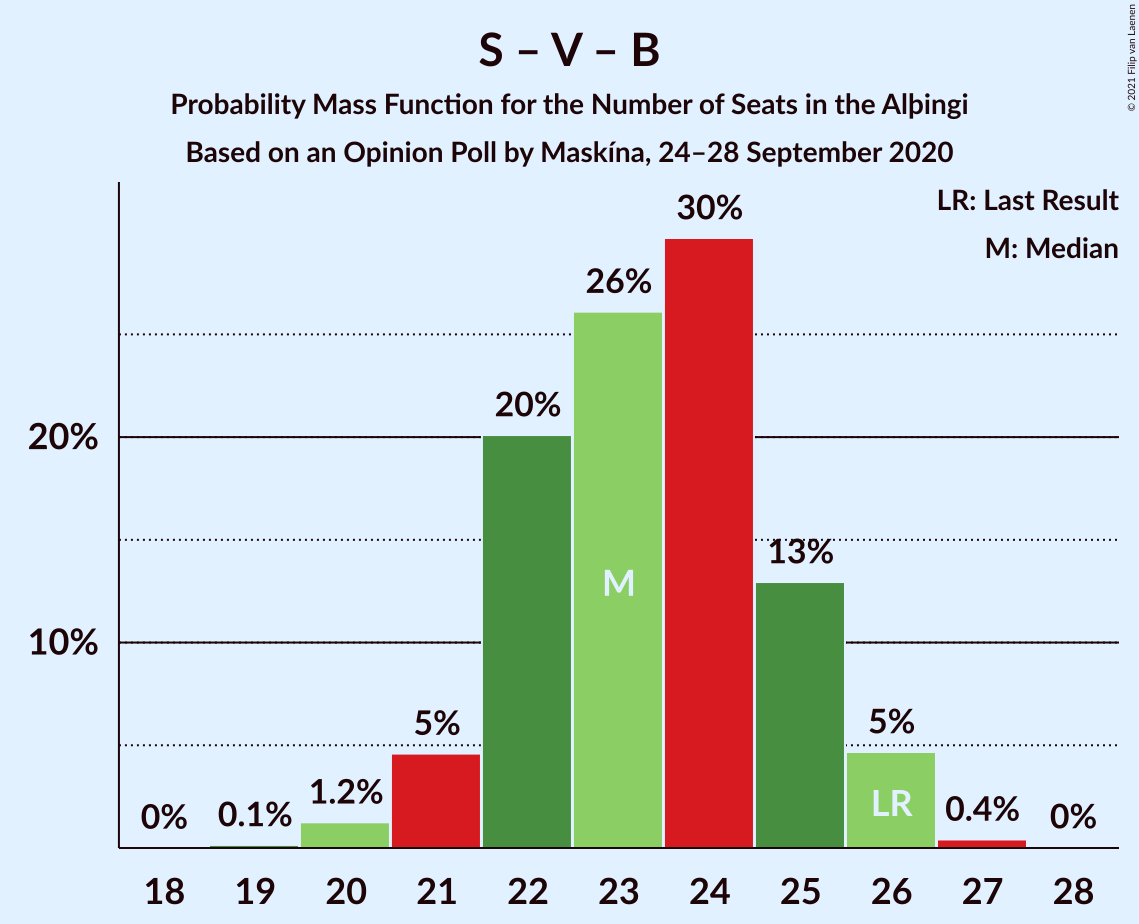 S – V – B
Probability Mass Function for the Number of Seats in the Alþingi
Based on an Opinion Poll by Maskína, 24–28 September 2020
© 2021 Filip van Laenen
LR: Last Result
M: Median
30%
26%
20%
20%
13%
M
10%
5%
5%
1.2%
LR
0%
0.1%
0.4%
0%
18 19 20 21 22 23 24 25 26 27 28